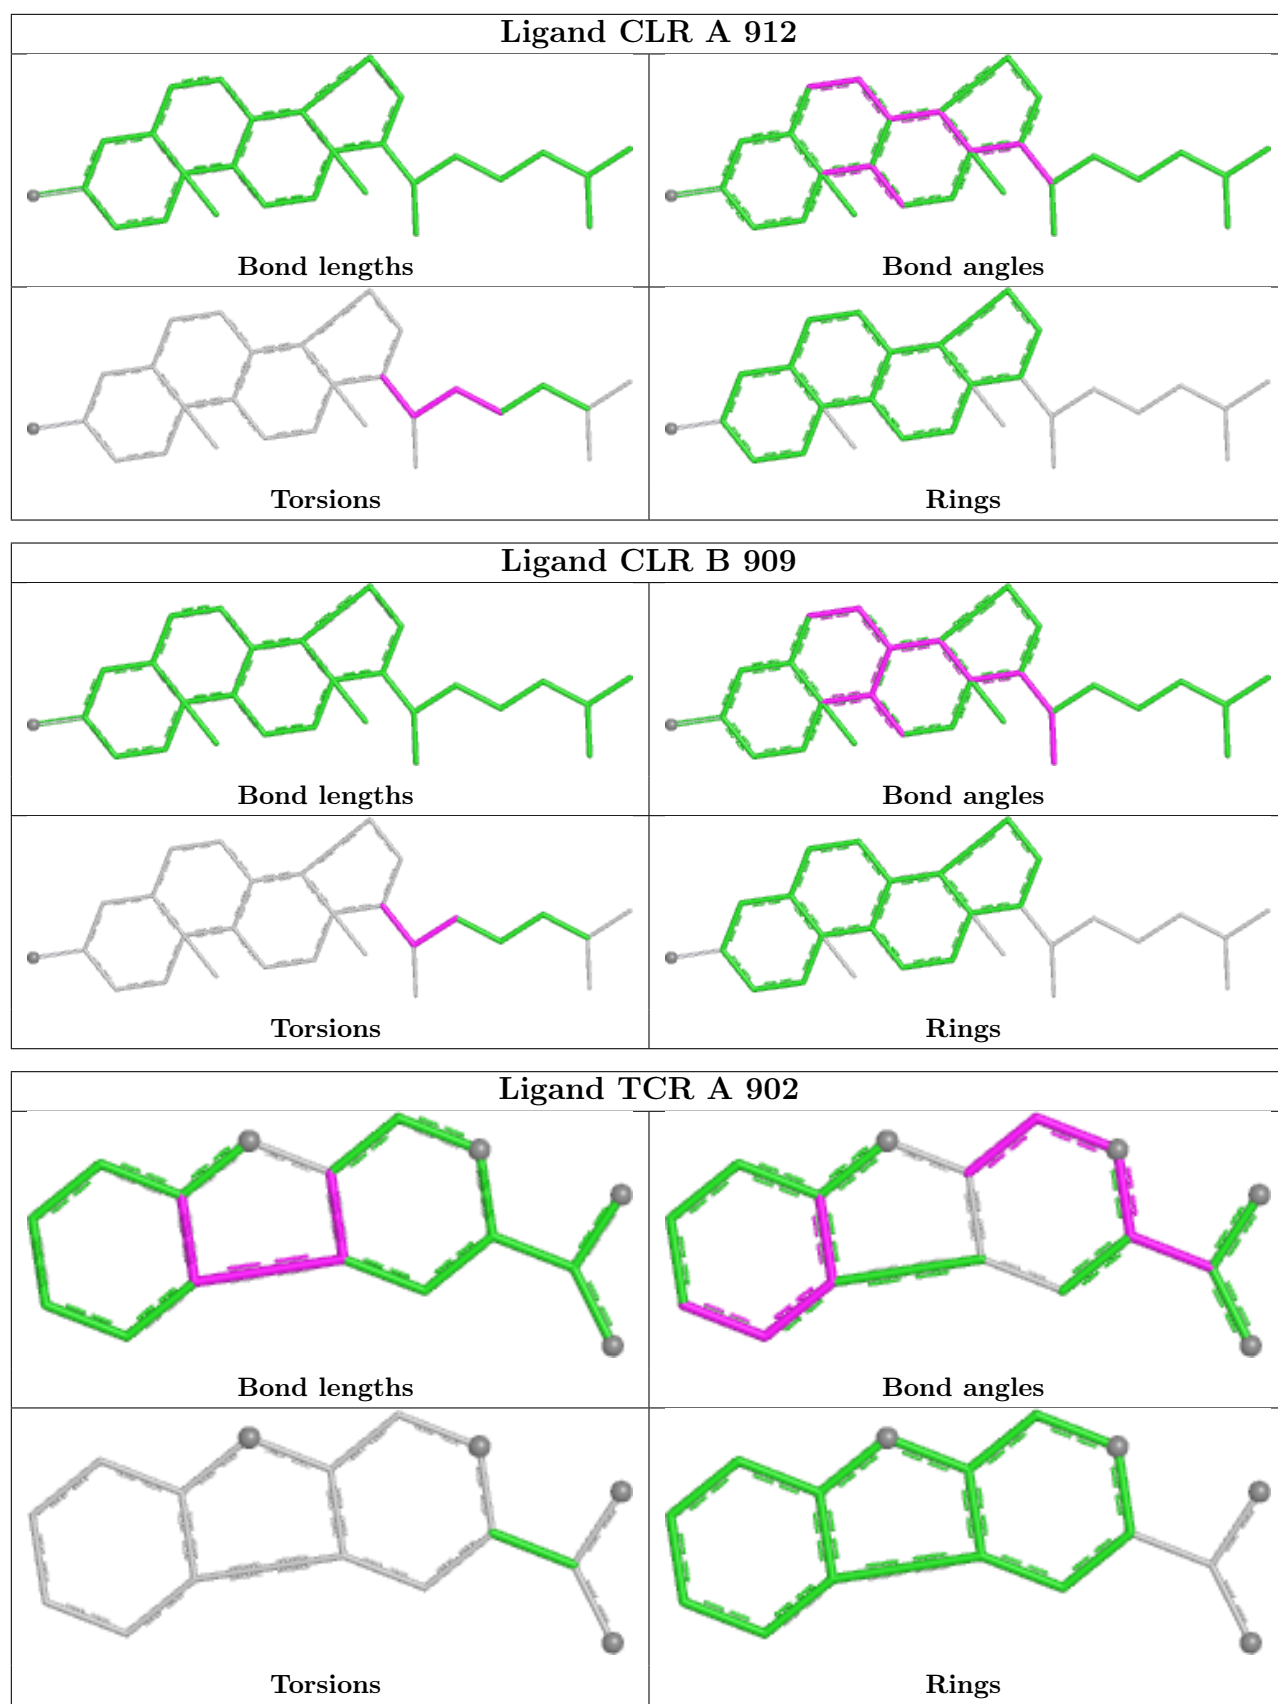 Ligand CLR A 912
Bond lengths
Bond angles
Torsions
Rings
Ligand CLR B 909
Bond lengths
Bond angles
Torsions
Rings
Ligand TCR A 902
Bond lengths
Bond angles
Torsions
Rings